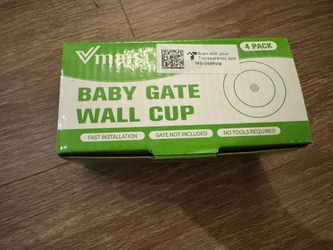 4 PACK
Scan with your
Transparency app
BABY GATE
WALL CUP
FAST INSTALLATION
GATE NOT INCLUDED
NO TOOLS REQUIRED